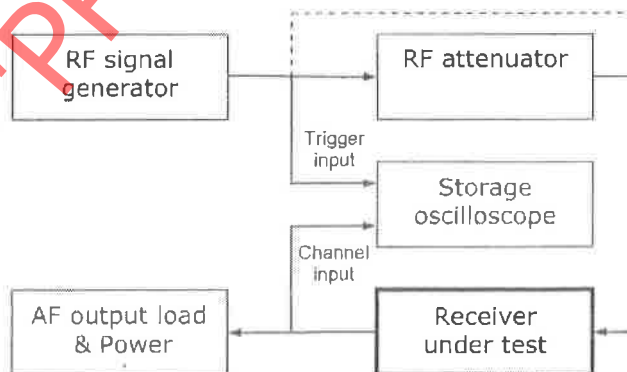 RF signal
generator
RF attenuator
Trigger
input
Storage
oscilloscope
Channel
input
AF output load
& Power
Receiver
under test